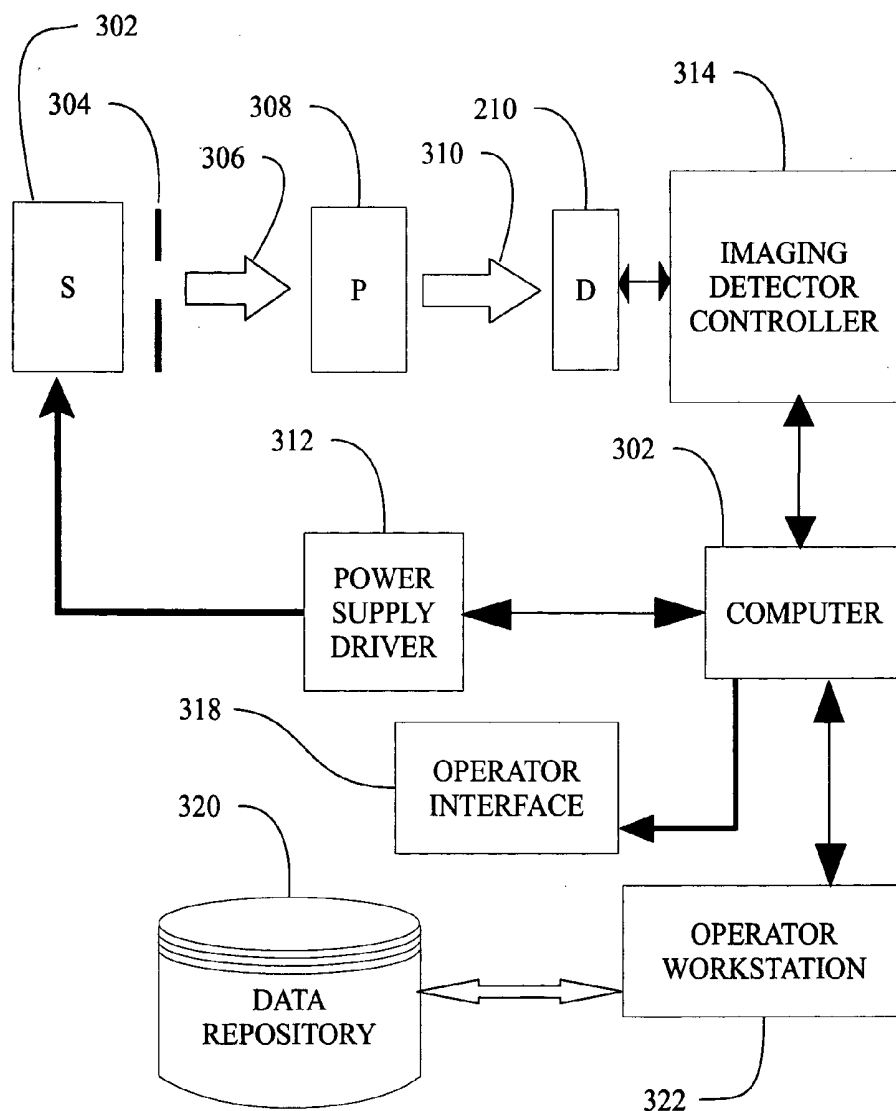 302
304
306
308
210
310
314
S
P
D
IMAGING
DETECTOR
CONTROLLER
312
302
POWER
SUPPLY
DRIVER
COMPUTER
318
OPERATOR
INTERFACE
320
DATA
REPOSITORY
OPERATOR
WORKSTATION
322